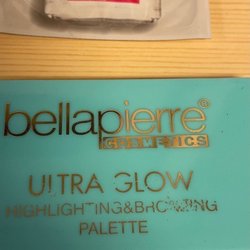 bellapierre®
COSMETICS
ULTRA GLOW
HIGHLIGHTING&BRONZING
PALETTE